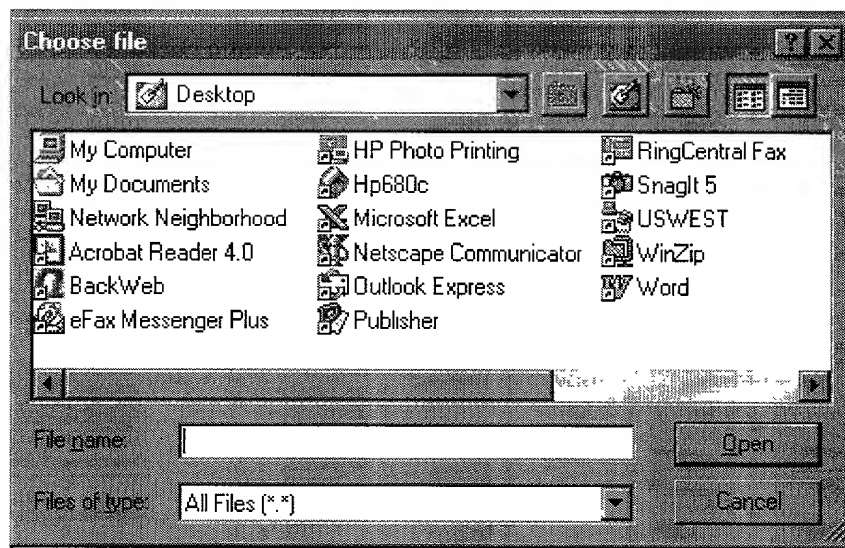 Choose file
Look in: Desktop
My Computer HP Photo Printing RingCentral Fax
My Documents Hp680c SnagIt 5
Network Neighborhood Microsoft Excel USWEST
Acrobat Reader 4.0 Netscape Communicator WinZip
BackWeb Outlook Express Word
eFax Messenger Plus Publisher
File name: Open
Files of type: All Files (*.*) Cancel